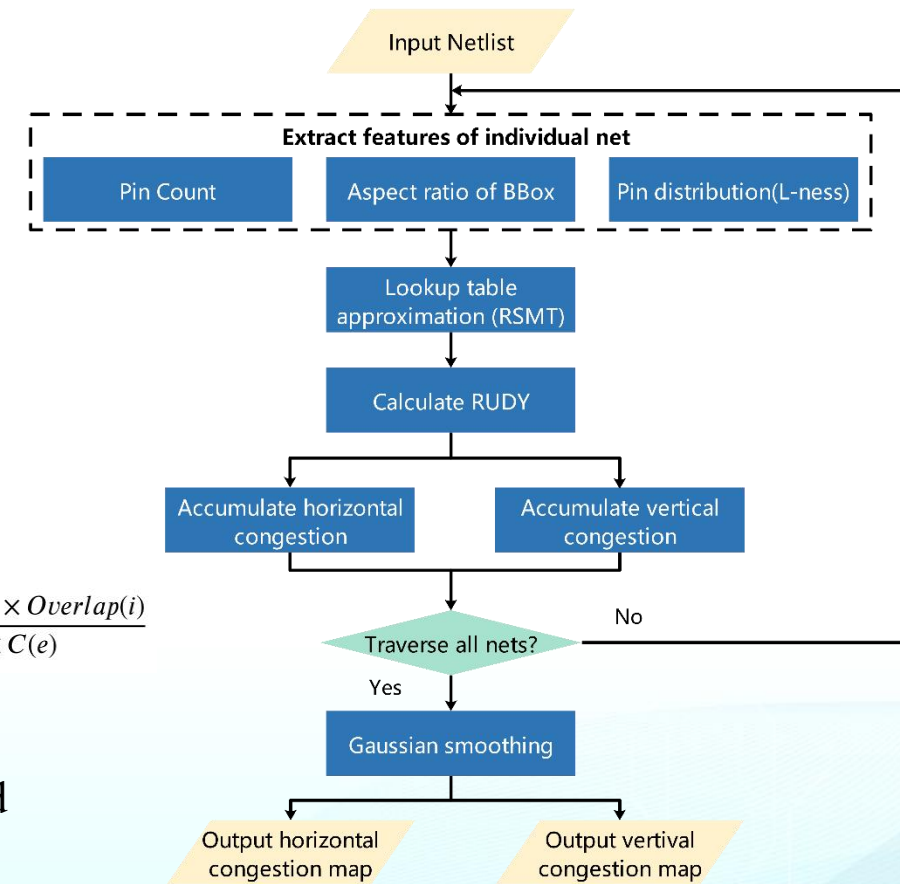 Input Netlist
Extract features of individual net
Pin Count
Aspect ratio of BBox
Pin distribution(L-ness)
Lookup table
approximation (RSMT)
Calculate RUDY
Accumulate horizontal
congestion
Accumulate vertical
congestion
× Overlap(i)
C(e)
Traverse all nets?
No
Yes
Gaussian smoothing
Output horizontal
congestion map
Output vertival
congestion map